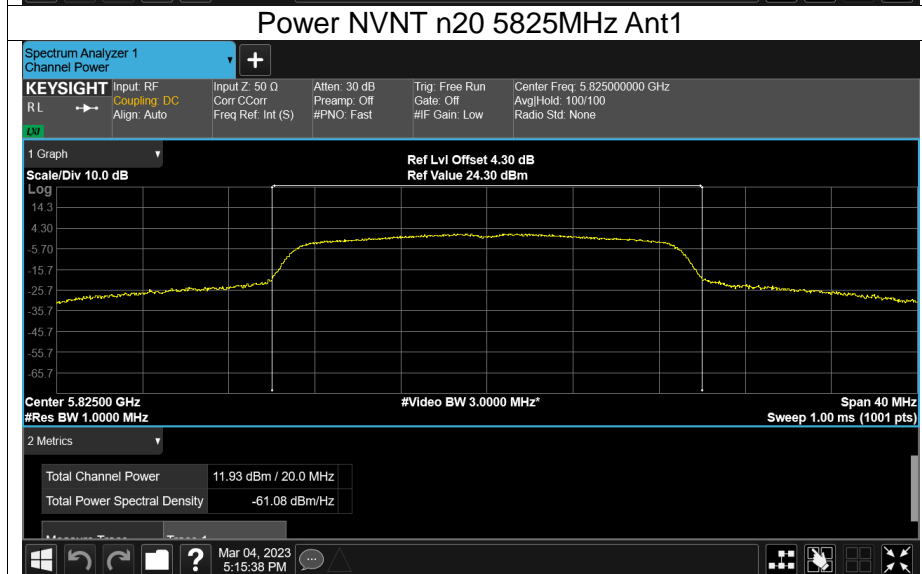 Power NVNT n20 5825MHz Ant1
Spectrum Analyzer 1
Channel Power
KEYSIGHT
R L
LXI
Input: RF
Coupling: DC
Align: Auto
Input Z: 50 Ω
Corr CCorr
Freq Ref: Int (S)
Atten: 30 dB
Preamp: Off
#PNO: Fast
Trig: Free Run
Gate: Off
#IF Gain: Low
Center Freq: 5.825000000 GHz
Avg|Hold: 100/100
Radio Std: None
1 Graph
Scale/Div 10.0 dB
Ref Lvl Offset 4.30 dB
Ref Value 24.30 dBm
Log
14.3
4.30
-5.70
-15.7
-25.7
-35.7
-45.7
-55.7
-65.7
Center 5.82500 GHz
#Video BW 3.0000 MHz*
Span 40 MHz
#Res BW 1.0000 MHz
Sweep 1.00 ms (1001 pts)
2 Metrics
Total Channel Power 11.93 dBm / 20.0 MHz
Total Power Spectral Density -61.08 dBm/Hz
?
Mar 04, 2023
5:15:38 PM